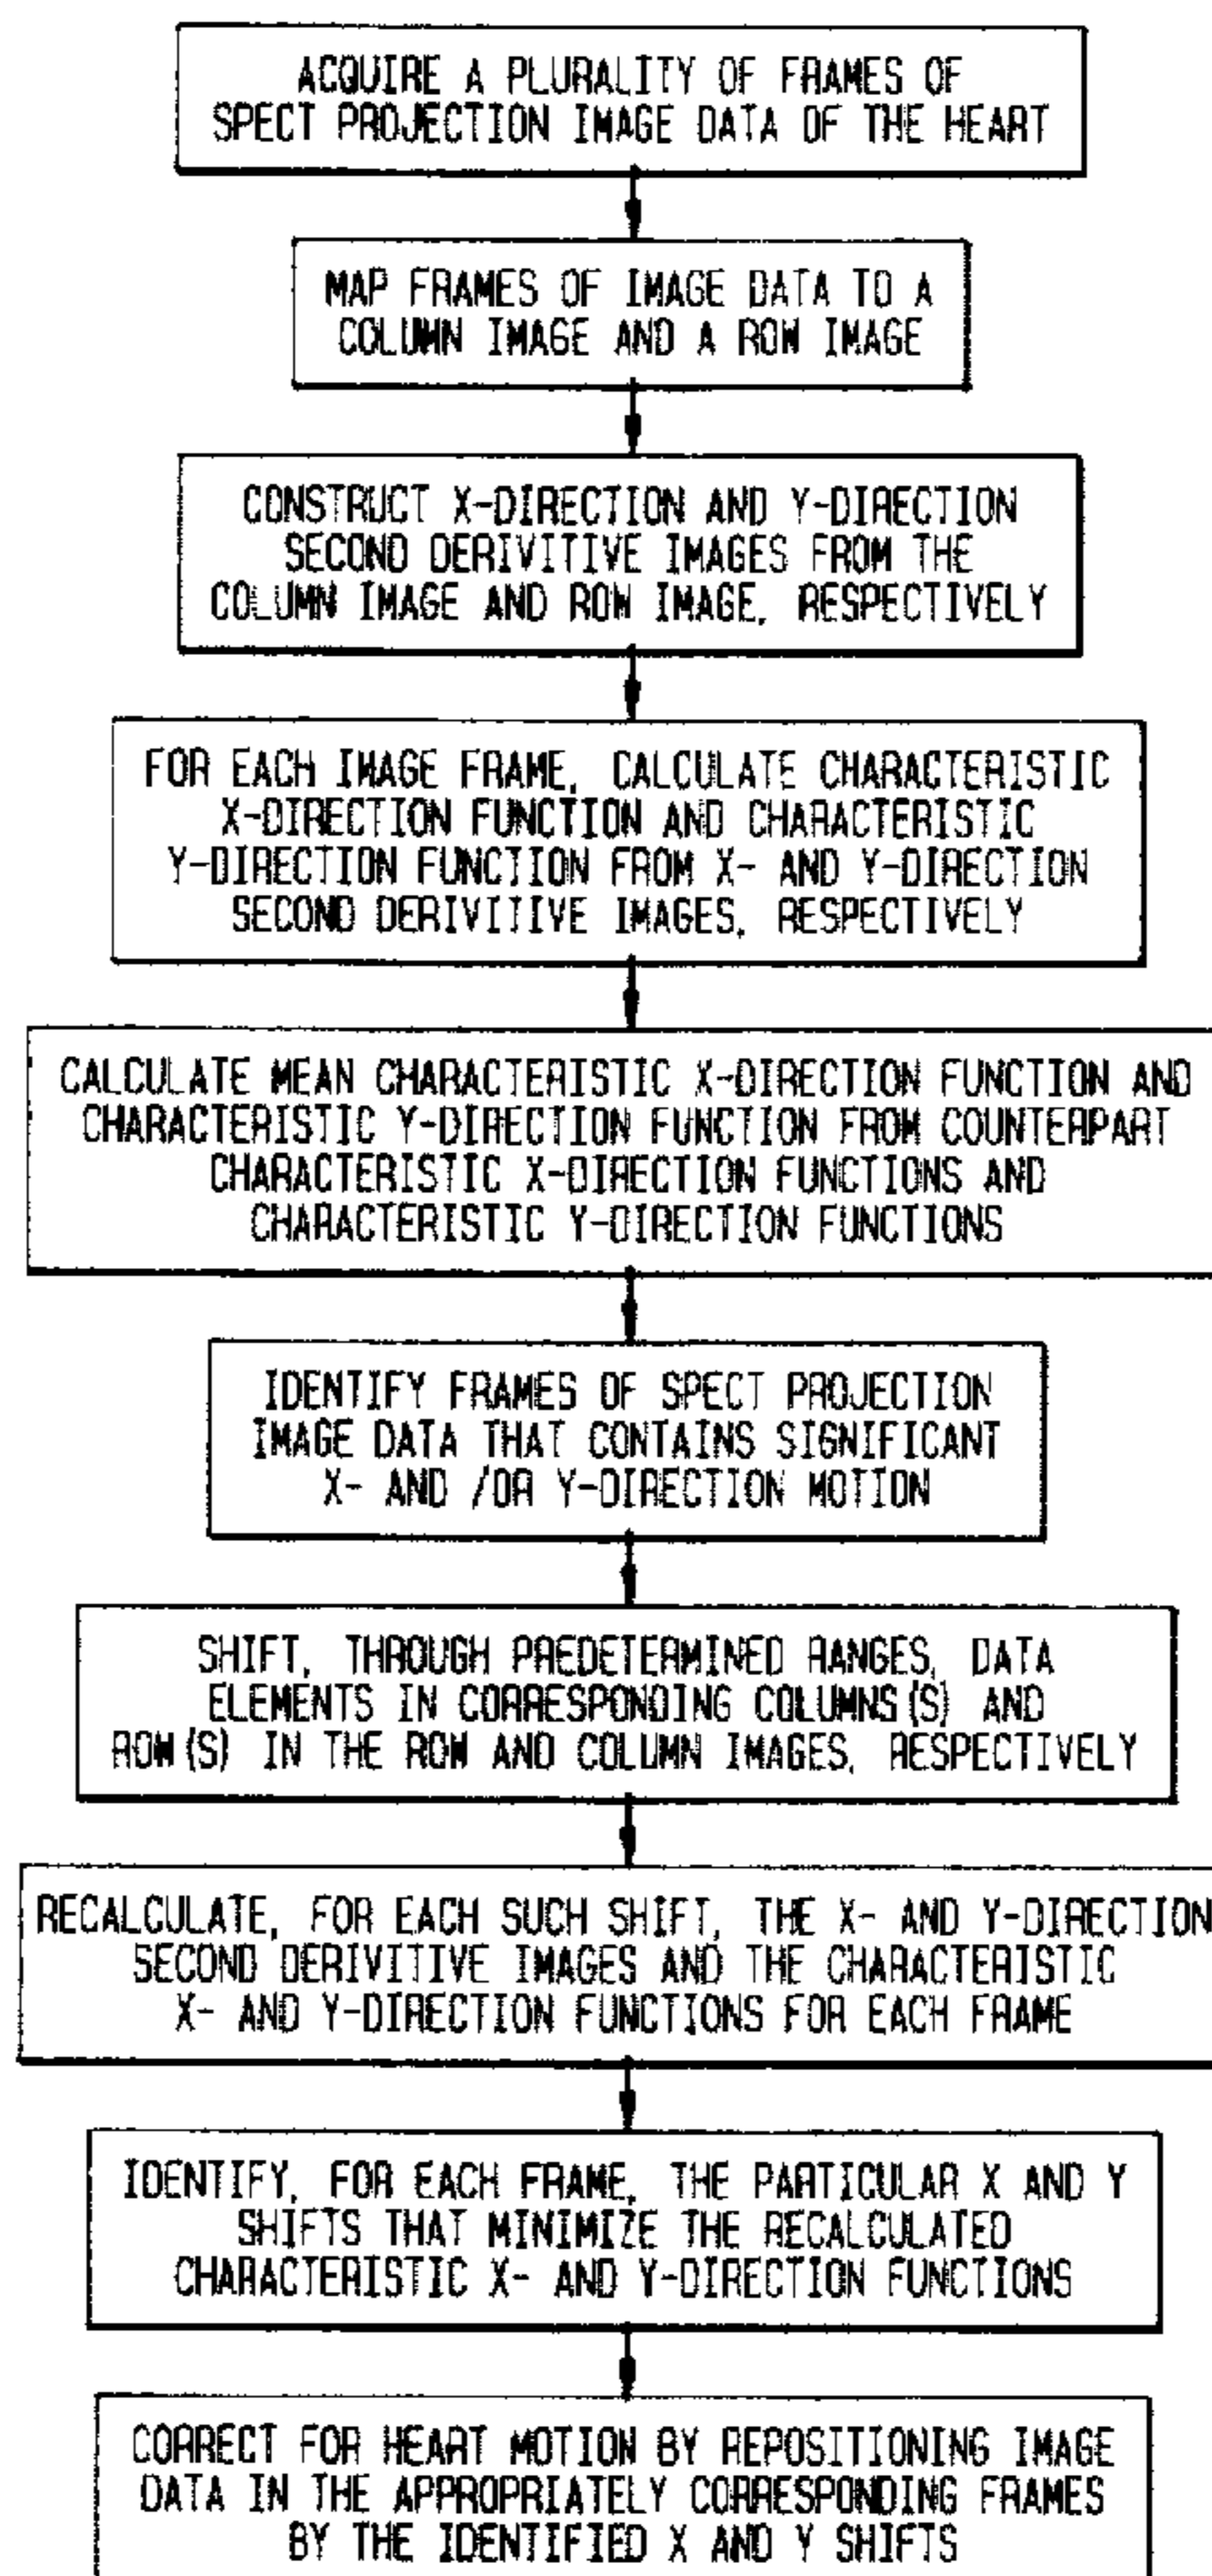 ACQUIRE A PLURALITY OF FRAMES OF
SPECT PROJECTION IMAGE DATA OF THE HEART
MAP FRAMES OF IMAGE DATA TO A
COLUMN IMAGE AND A ROW IMAGE
CONSTRUCT X-DIRECTION AND Y-DIRECTION
SECOND DERIVITIVE IMAGES FROM THE
COLUMN IMAGE AND ROW IMAGE, RESPECTIVELY
FOR EACH IMAGE FRAME, CALCULATE CHARACTERISTIC
X-DIRECTION FUNCTION AND CHARACTERISTIC
Y-DIRECTION FUNCTION FROM X- AND Y-DIRECTION
SECOND DERIVITIVE IMAGES, RESPECTIVELY
CALCULATE MEAN CHARACTERISTIC X-DIRECTION FUNCTION AND
CHARACTERISTIC Y-DIRECTION FUNCTION FROM COUNTERPART
CHARACTERISTIC X-DIRECTION FUNCTIONS AND
CHARACTERISTIC Y-DIRECTION FUNCTIONS
IDENTIFY FRAMES OF SPECT PROJECTION
IMAGE DATA THAT CONTAINS SIGNIFICANT
X- AND /OR Y-DIRECTION MOTION
SHIFT, THROUGH PREDETERMINED RANGES, DATA
ELEMENTS IN CORRESPONDING COLUMNS(S) AND
ROW(S) IN THE ROW AND COLUMN IMAGES, RESPECTIVELY
RECALCULATE, FOR EACH SUCH SHIFT, THE X- AND Y-DIRECTION
SECOND DERIVITIVE IMAGES AND THE CHARACTERISTIC
X- AND Y-DIRECTION FUNCTIONS FOR EACH FRAME
IDENTIFY, FOR EACH FRAME, THE PARTICULAR X AND Y
SHIFTS THAT MINIMIZE THE RECALCULATED
CHARACTERISTIC X- AND Y-DIRECTION FUNCTIONS
CORRECT FOR HEART MOTION BY REPOSITIONING IMAGE
DATA IN THE APPROPRIATELY CORRESPONDING FRAMES
BY THE IDENTIFIED X AND Y SHIFTS